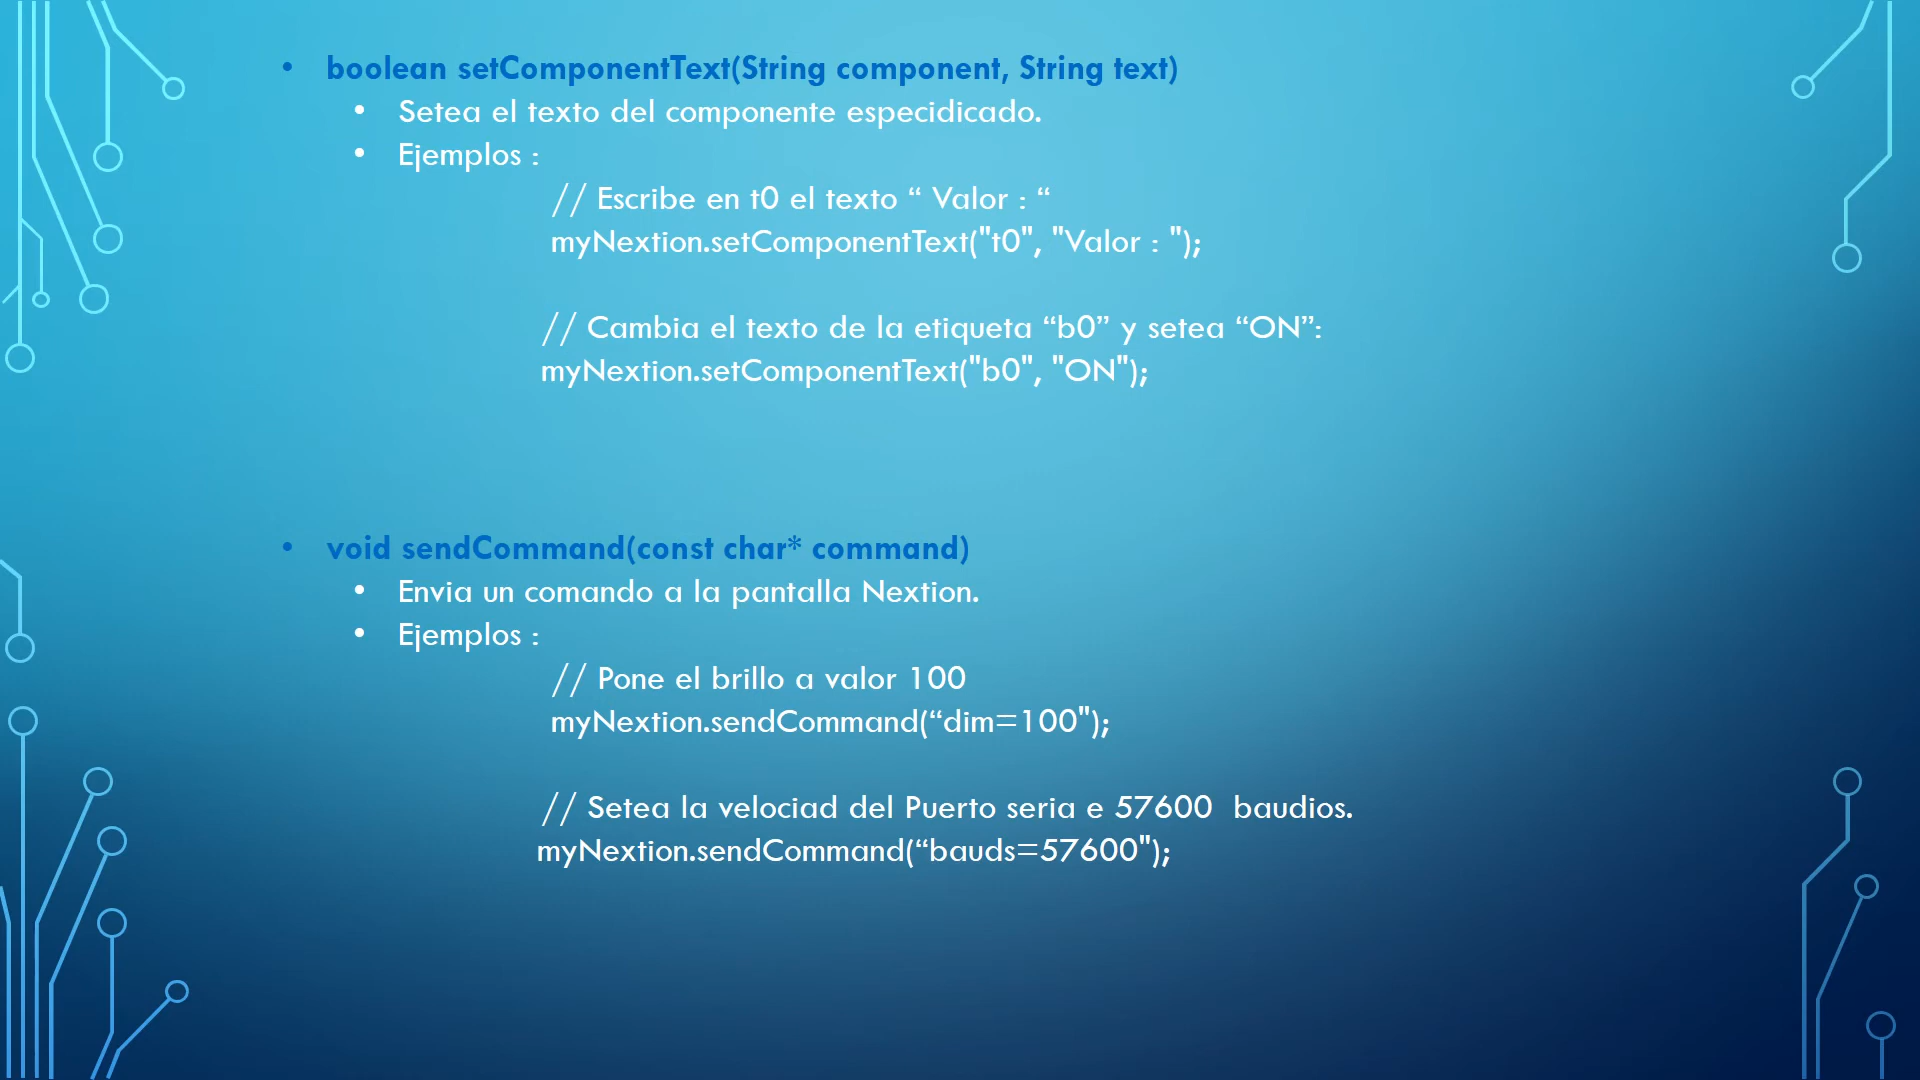 • boolean setComponentText(String component, String text)
• Setea el texto del componente especidicado.
• Ejemplos :
// Escribe en t0 el texto “ Valor : “
myNextion.setComponentText("t0", "Valor : ");
// Cambia el texto de la etiqueta “b0” y setea “ON”:
myNextion.setComponentText("b0", "ON");
• void sendCommand(const char* command)
• Envia un comando a la pantalla Nextion.
• Ejemplos :
// Pone el brillo a valor 100
myNextion.sendCommand(“dim=100");
// Setea la velociad del Puerto seria e 57600  baudios.
myNextion.sendCommand(“bauds=57600");